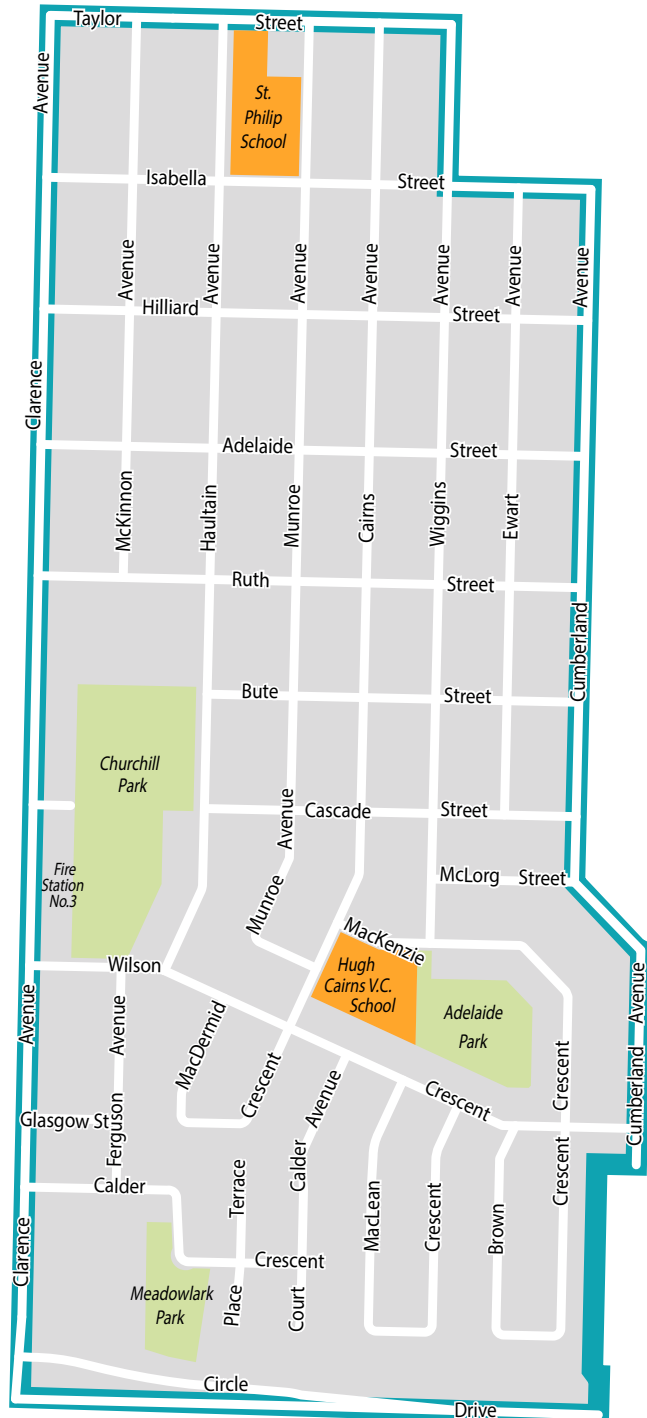 Taylor Street
Avenue
St.
Philip
School
Isabella Street
Avenue
Avenue
Avenue
Avenue
Avenue
Avenue
Avenue
Hilliard Street
Clarence
Adelaide Street
McKinnon
Haultain
Munroe
Cairns
Wiggins
Ewart
Ruth Street
Cumberland
Bute Street
Churchill
Park
Avenue
Cascade Street
Fire
Station
No.3
McLorg Street
Munroe
MacKenzie
Wilson
Hugh
Cairns V.C.
School
Adelaide
Park
Avenue
Avenue
Avenue
MacDermid
Crescent
Avenue
Crescent
Crescent
Cumberland
Glasgow St
Ferguson
Calder
Terrace
Calder
Crescent
Clarence
MacLean
Crescent
Brown
Crescent
Meadowlark
Park
Place
Court
Circle Drive